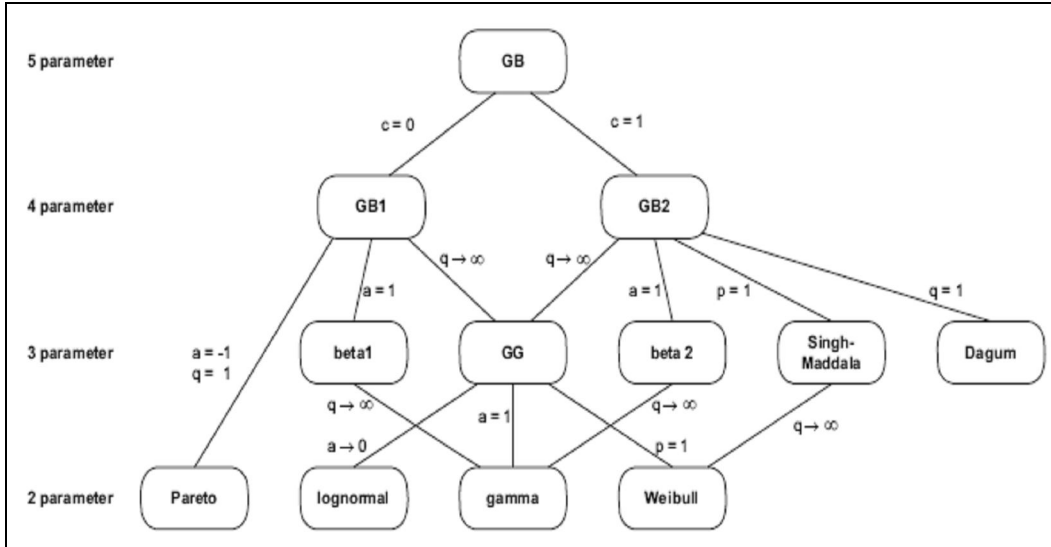 5 parameter
GB
c = 0
c = 1
4 parameter
GB1
GB2
q → ∞
q → ∞
a = 1
a = 1
p = 1
q = 1
3 parameter
beta1
GG
beta 2
Singh-
Maddala
Dagum
a = -1
q = 1
q → ∞
a = 1
q → ∞
a → 0
p = 1
q → ∞
2 parameter
Pareto
lognormal
gamma
Weibull